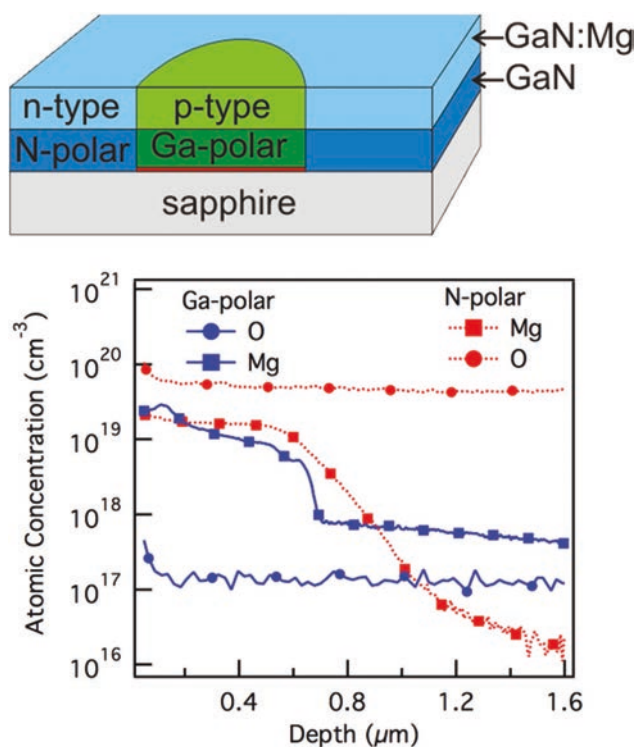 GaN:Mg
GaN
n-type p-type
N-polar Ga-polar
sapphire
Ga-polar N-polar
O Mg
Mg O
10²¹
10²⁰
10¹⁹
10¹⁸
10¹⁷
10¹⁶
Atomic Concentration (cm⁻³)
0.4 0.8 1.2 1.6
Depth (μm)